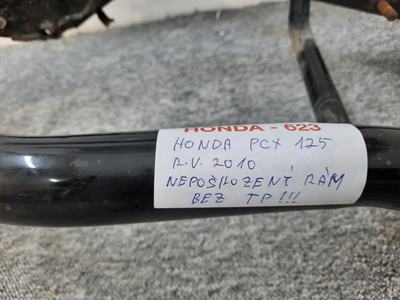 HONDA - 623
HONDA PCX 125
R.V. 2010
NEPOŠKOZENÝ RÁM
BEZ TP!!!